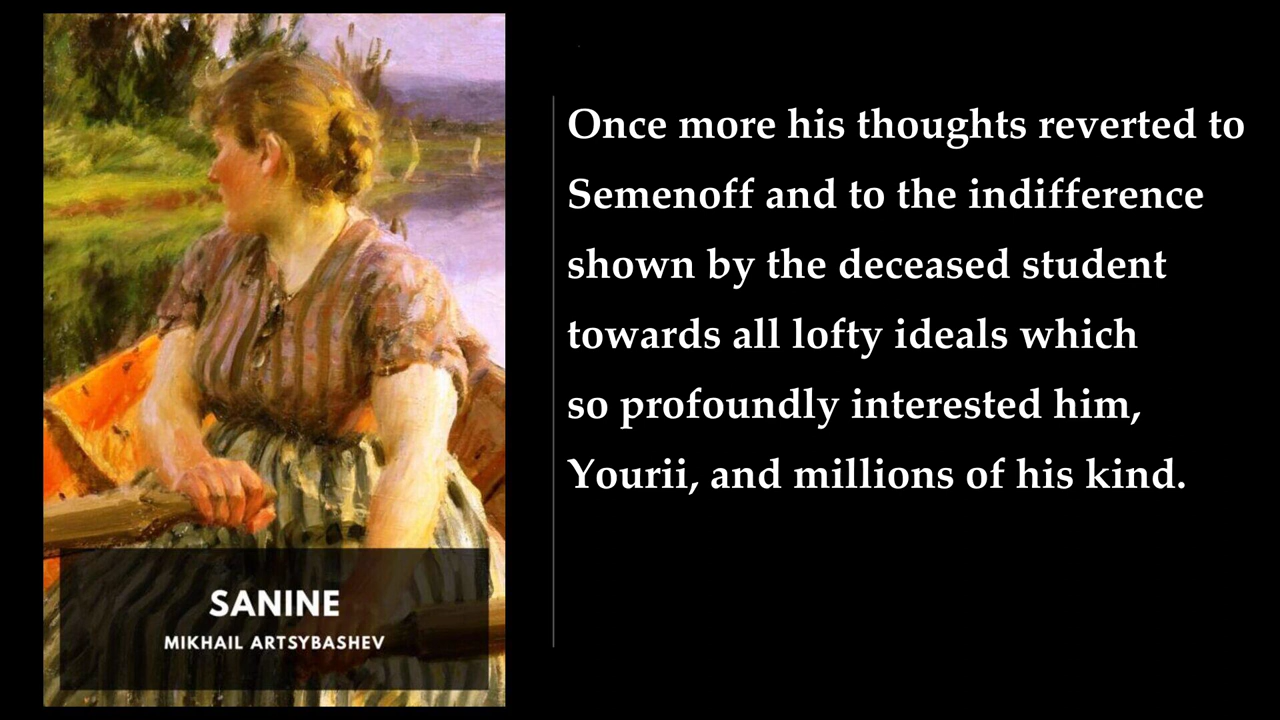 SANINE
MIKHAIL ARTSYBASHEV
Once more his thoughts reverted to
Semenoff and to the indifference
shown by the deceased student
towards all lofty ideals which
so profoundly interested him,
Yourii, and millions of his kind.